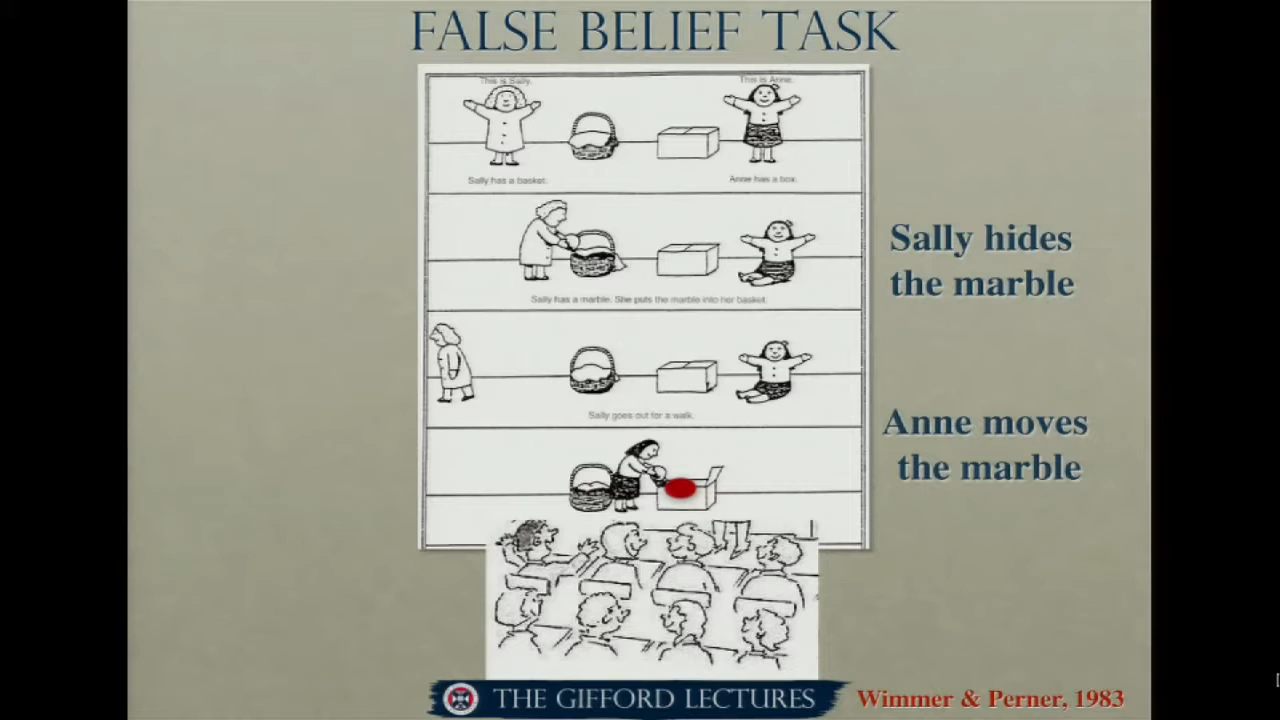 FALSE BELIEF TASK
This is Sally.
This is Anne.
Sally has a basket.
Anne has a box.
Sally hides
the marble
Sally has a marble. She puts the marble into her basket.
Sally goes out for a walk.
Anne moves
the marble
THE GIFFORD LECTURES
Wimmer & Perner, 1983